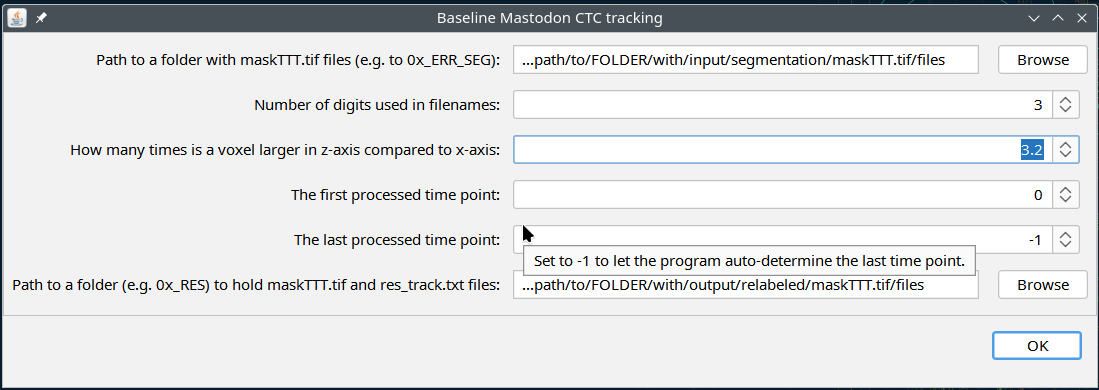 Baseline Mastodon CTC tracking
Path to a folder with maskTTT.tif files (e.g. to 0x_ERR_SEG): ...path/to/FOLDER/with/input/segmentation/maskTTT.tif/files Browse
Number of digits used in filenames: 3
How many times is a voxel larger in z-axis compared to x-axis: 3.2
The first processed time point: 0
The last processed time point: -1
Set to -1 to let the program auto-determine the last time point.
Path to a folder (e.g. 0x_RES) to hold maskTTT.tif and res_track.txt files: ...path/to/FOLDER/with/output/relabeled/maskTTT.tif/files Browse
OK